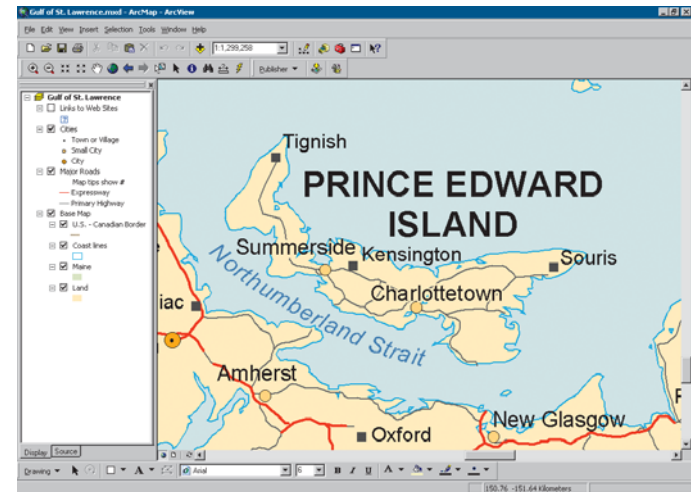 Gulf of St. Lawrence.mxd - ArcMap - ArcView
File Edit View Insert Selection Tools Window Help
1:1,299,258
Publisher
Gulf of St. Lawrence
Links to Web Sites
Cities
Town or Village
Small City
City
Major Roads
Map tips show #
Expressway
Primary Highway
Base Map
U.S. - Canadian Border
Coast lines
Maine
Land
Tignish
PRINCE EDWARD
ISLAND
Summerside
Kensington
Souris
Northumberland Strait
Charlottetown
iac
Amherst
New Glasgow
Oxford
Display Source
Drawing A Arial 6 B I U A
150.76 -151.64 Kilometers